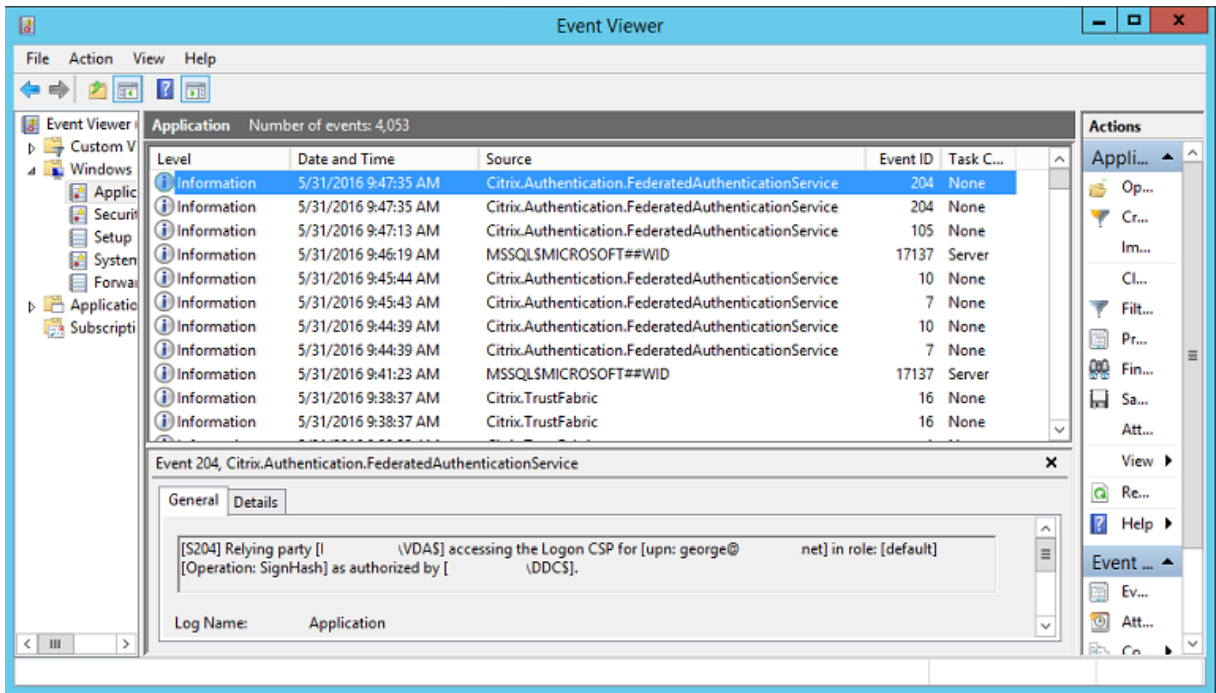 Event Viewer
File Action View Help
Event Viewer
Custom V
Windows
Applic
Securit
Setup
System
Forwar
Applicatio
Subscripti
Application Number of events: 4,053
Level Date and Time Source Event ID Task C...
Information 5/31/2016 9:47:35 AM Citrix.Authentication.FederatedAuthenticationService 204 None
Information 5/31/2016 9:47:35 AM Citrix.Authentication.FederatedAuthenticationService 204 None
Information 5/31/2016 9:47:13 AM Citrix.Authentication.FederatedAuthenticationService 105 None
Information 5/31/2016 9:46:19 AM MSSQL$MICROSOFT##WID 17137 Server
Information 5/31/2016 9:45:44 AM Citrix.Authentication.FederatedAuthenticationService 10 None
Information 5/31/2016 9:45:43 AM Citrix.Authentication.FederatedAuthenticationService 7 None
Information 5/31/2016 9:44:39 AM Citrix.Authentication.FederatedAuthenticationService 10 None
Information 5/31/2016 9:44:39 AM Citrix.Authentication.FederatedAuthenticationService 7 None
Information 5/31/2016 9:41:23 AM MSSQL$MICROSOFT##WID 17137 Server
Information 5/31/2016 9:38:37 AM Citrix.TrustFabric 16 None
Information 5/31/2016 9:38:37 AM Citrix.TrustFabric 16 None
Event 204, Citrix.Authentication.FederatedAuthenticationService
General Details
[S204] Relying party [ \VDA$] accessing the Logon CSP for [upn: george@ net] in role: [default]
[Operation: SignHash] as authorized by [ \DDC$].
Log Name: Application
Actions
Appli...
Op...
Cr...
Im...
Cl...
Filt...
Pr...
Fin...
Sa...
Att...
View
Re...
Help
Event ...
Ev...
Att...
Co